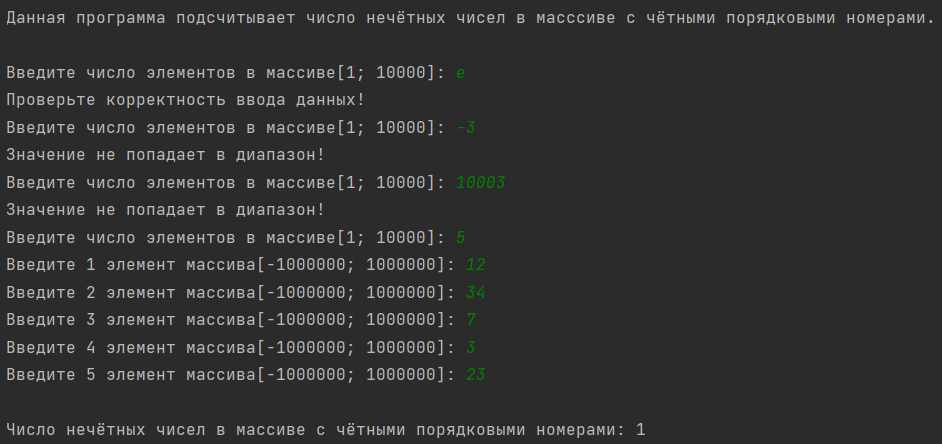 Данная программа подсчитывает число нечётных чисел в масссиве с чётными порядковыми номерами.
Введите число элементов в массиве[1; 10000]: e
Проверьте корректность ввода данных!
Введите число элементов в массиве[1; 10000]: -3
Значение не попадает в диапазон!
Введите число элементов в массиве[1; 10000]: 10003
Значение не попадает в диапазон!
Введите число элементов в массиве[1; 10000]: 5
Введите 1 элемент массива[-1000000; 1000000]: 12
Введите 2 элемент массива[-1000000; 1000000]: 34
Введите 3 элемент массива[-1000000; 1000000]: 7
Введите 4 элемент массива[-1000000; 1000000]: 3
Введите 5 элемент массива[-1000000; 1000000]: 23
Число нечётных чисел в массиве с чётными порядковыми номерами: 1